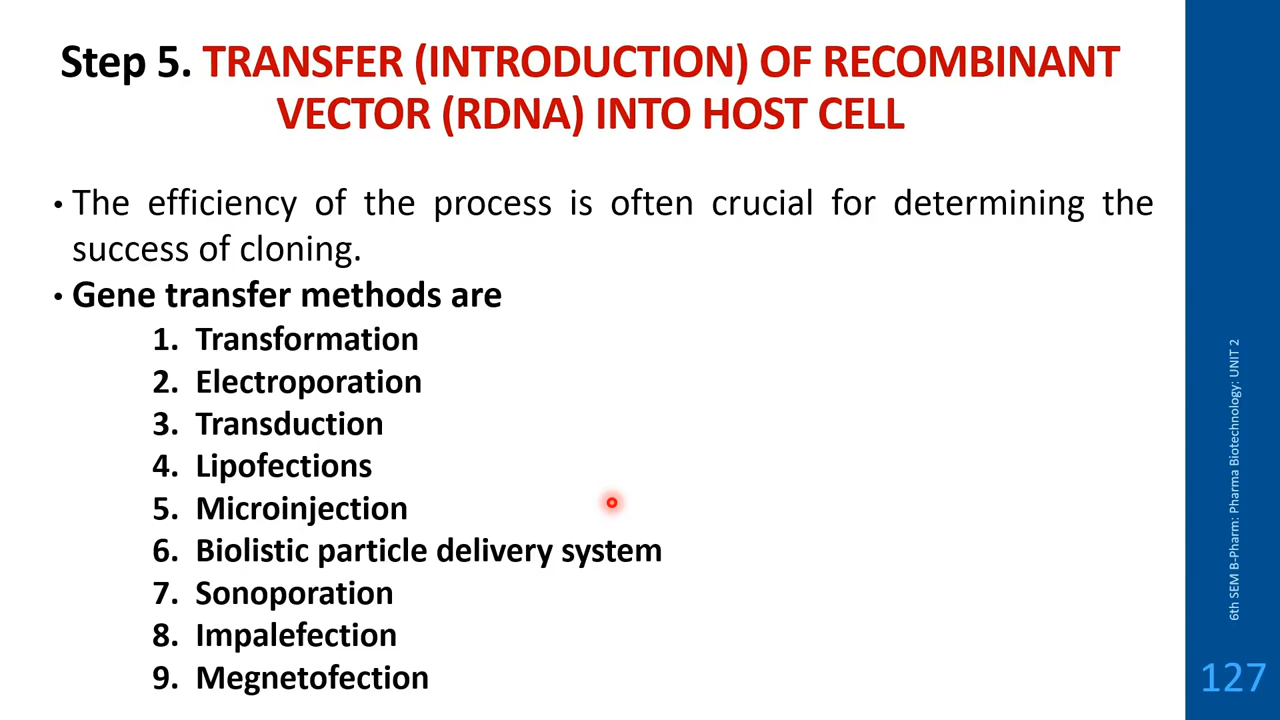 Step 5. TRANSFER (INTRODUCTION) OF RECOMBINANT
VECTOR (RDNA) INTO HOST CELL
• The efficiency of the process is often crucial for determining the
success of cloning.
• Gene transfer methods are
1. Transformation
2. Electroporation
3. Transduction
4. Lipofections
5. Microinjection
6. Biolistic particle delivery system
7. Sonoporation
8. Impalefection
9. Megnetofection
6th SEM B-Pharm: Pharma Biotechnology: UNIT 2
127